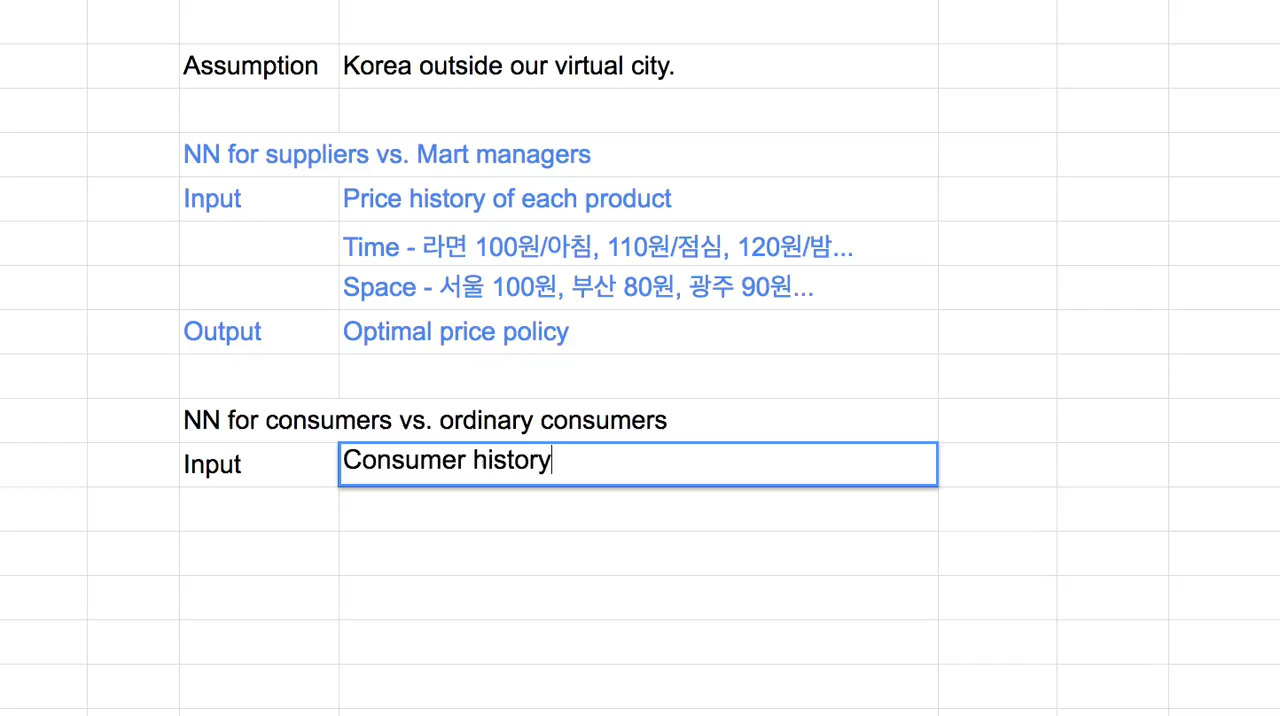 Assumption Korea outside our virtual city.
NN for suppliers vs. Mart managers
Input Price history of each product
Time - 라면 100원/아침, 110원/점심, 120원/밤...
Space - 서울 100원, 부산 80원, 광주 90원...
Output Optimal price policy
NN for consumers vs. ordinary consumers
Input Consumer history